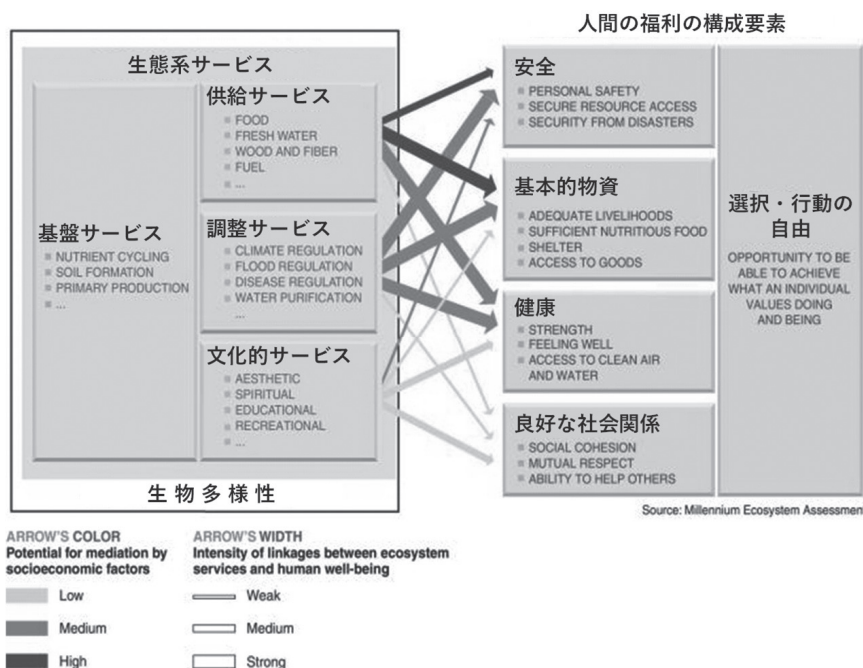 人間の福利の構成要素
生態系サービス
基盤サービス
NUTRIENT CYCLING
SOIL FORMATION
PRIMARY PRODUCTION
...
供給サービス
FOOD
FRESH WATER
WOOD AND FIBER
FUEL
...
調整サービス
CLIMATE REGULATION
FLOOD REGULATION
DISEASE REGULATION
WATER PURIFICATION
...
文化的サービス
AESTHETIC
SPIRITUAL
EDUCATIONAL
RECREATIONAL
...
生物多様性
安全
PERSONAL SAFETY
SECURE RESOURCE ACCESS
SECURITY FROM DISASTERS
基本的物資
ADEQUATE LIVELIHOODS
SUFFICIENT NUTRITIOUS FOOD
SHELTER
ACCESS TO GOODS
健康
STRENGTH
FEELING WELL
ACCESS TO CLEAN AIR
AND WATER
良好な社会関係
SOCIAL COHESION
MUTUAL RESPECT
ABILITY TO HELP OTHERS
選択・行動の
自由
OPPORTUNITY TO BE
ABLE TO ACHIEVE
WHAT AN INDIVIDUAL
VALUES DOING
AND BEING
Source: Millennium Ecosystem Assessmen
ARROW'S COLOR
Potential for mediation by
socioeconomic factors
Low
Medium
High
ARROW'S WIDTH
Intensity of linkages between ecosystem
services and human well-being
Weak
Medium
Strong